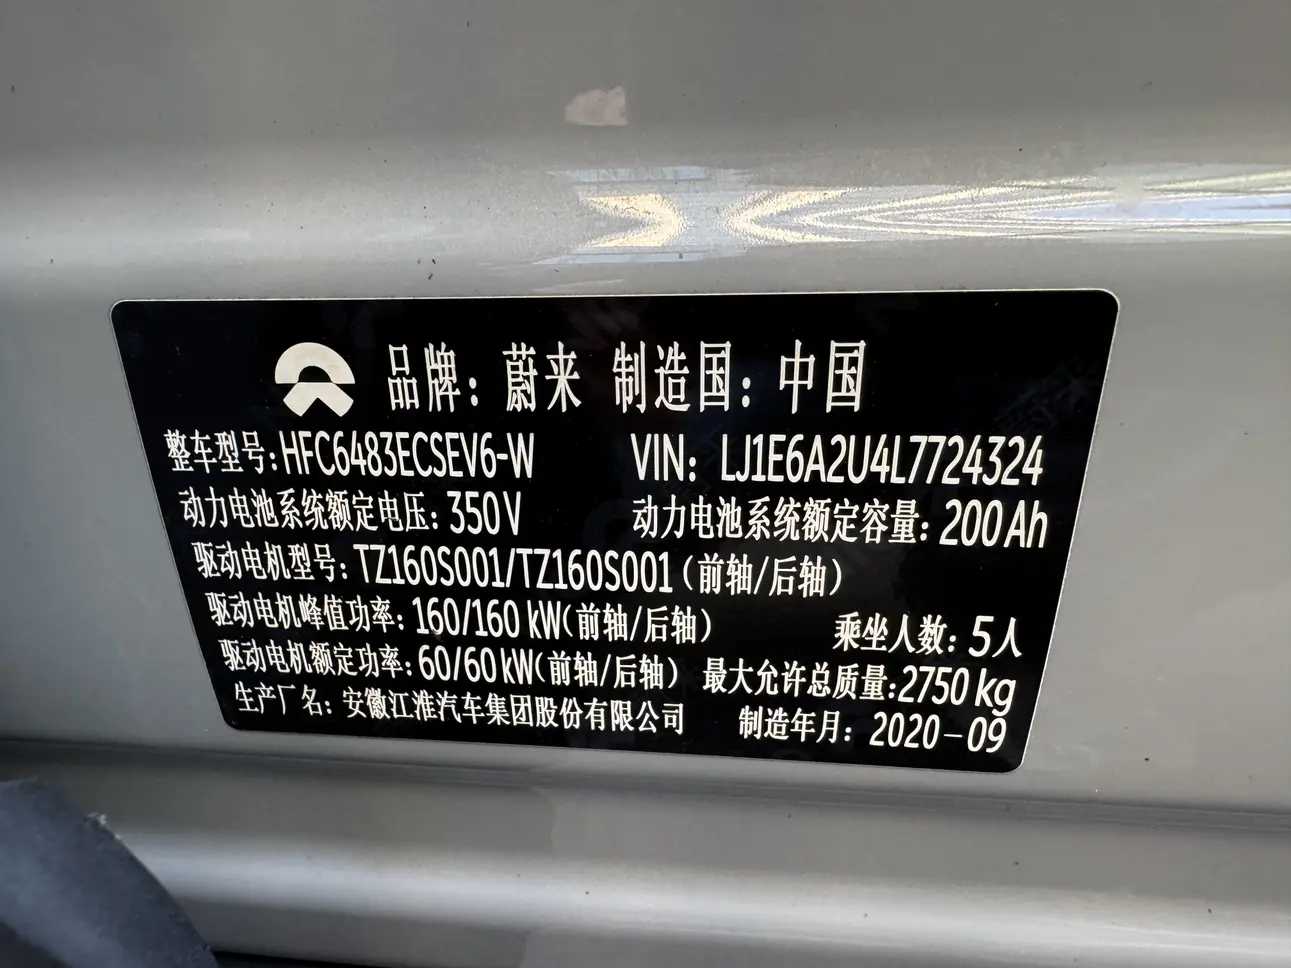 品牌：蔚来 制造国：中国
整车型号：HFC6483ECSEV6-W VIN：LJ1E6A2U4L7724324
动力电池系统额定电压：350V 动力电池系统额定容量：200Ah
驱动电机型号：TZ160S001/TZ160S001（前轴/后轴）
驱动电机峰值功率：160/160kW（前轴/后轴） 乘坐人数：5人
驱动电机额定功率：60/60kW（前轴/后轴） 最大允许总质量：2750kg
生产厂名：安徽江淮汽车集团股份有限公司 制造年月：2020-09